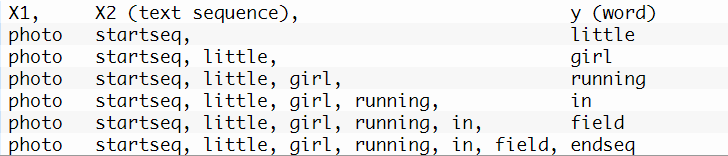 X1, X2 (text sequence), y (word)
photo startseq, little
photo startseq, little, girl
photo startseq, little, girl, running
photo startseq, little, girl, running, in
photo startseq, little, girl, running, in, field
photo startseq, little, girl, running, in, field, endseq